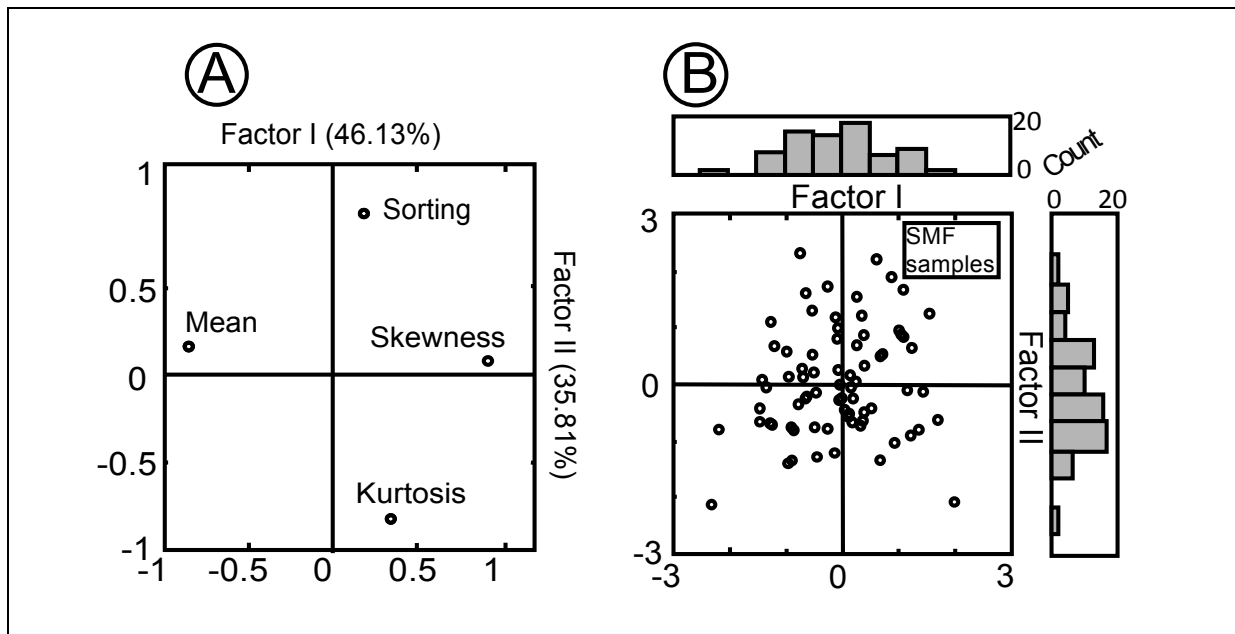 A
B
Factor I (46.13%)
1
0.5
0
-0.5
-1
Sorting
Mean
Skewness
Kurtosis
-1
-0.5
0
0.5
1
Factor II (35.81%)
20
0
Count
0
20
Factor I
3
0
-3
SMF
samples
Factor II
-3
0
3